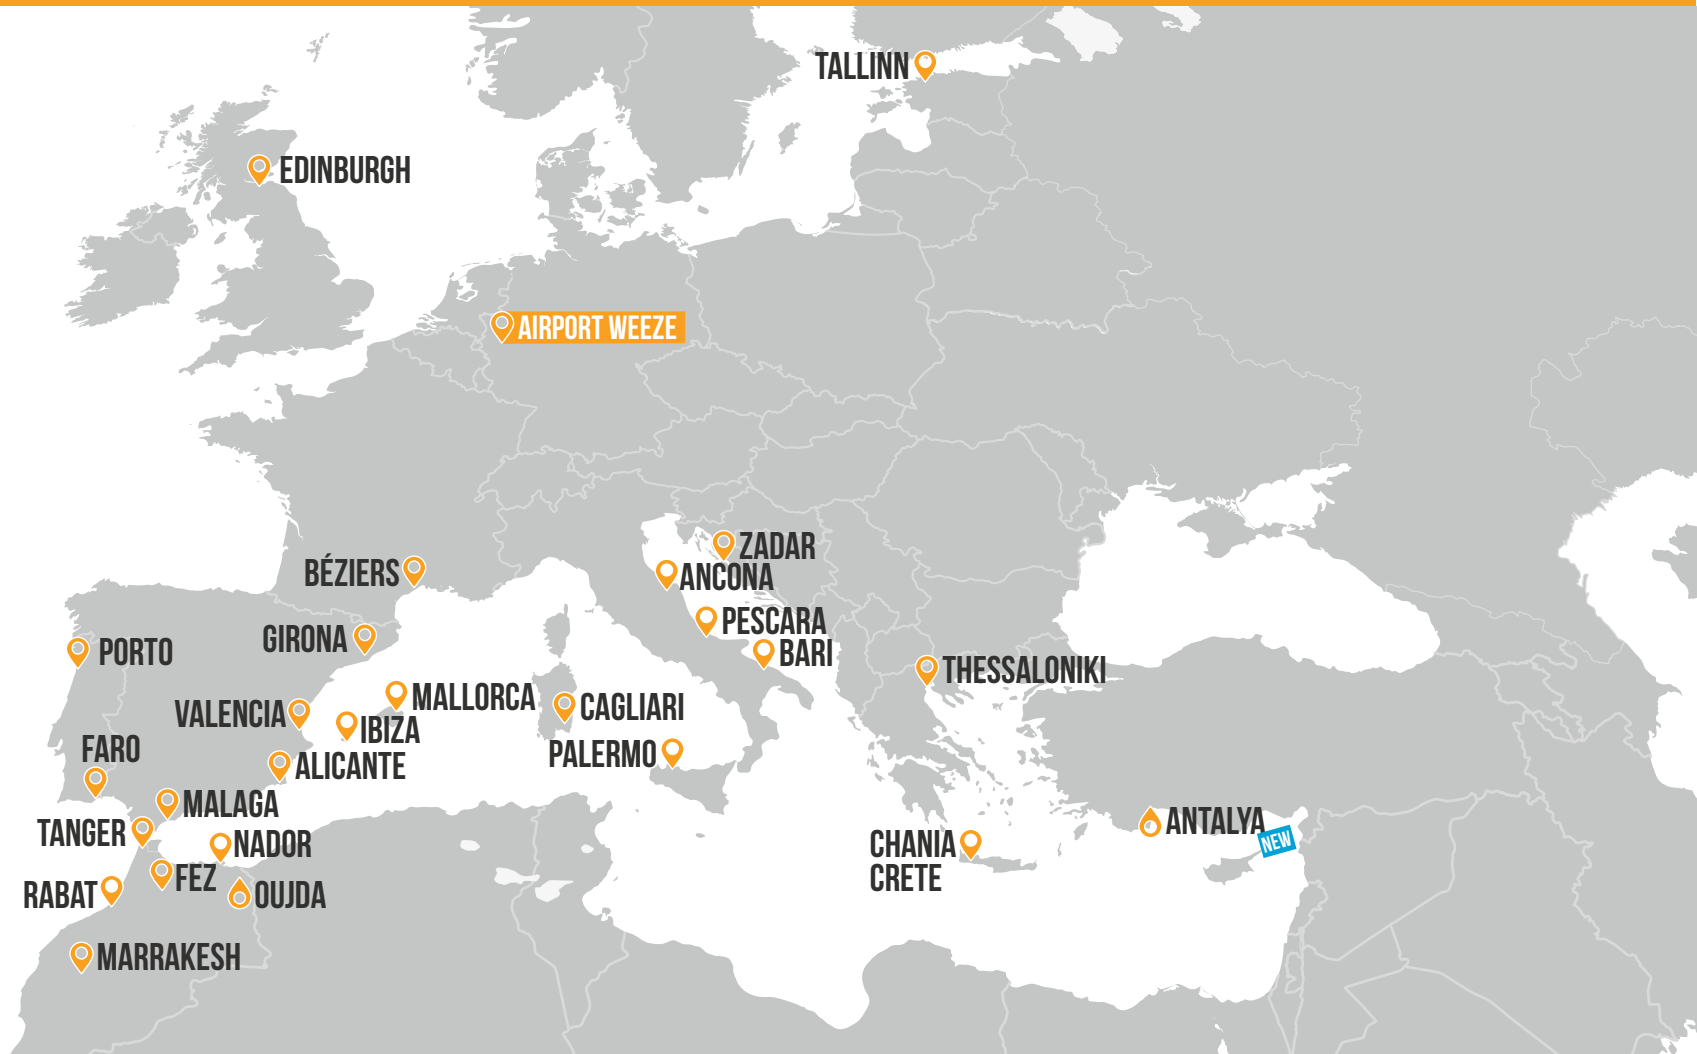 TALLINN
EDINBURGH
AIRPORT WEEZE
ZADAR
BÉZIERS
ANCONA
PESCARA
GIRONA
PORTO
BARI
THESSALONIKI
MALLORCA
CAGLIARI
VALENCIA
IBIZA
FARO
PALERMO
ALICANTE
MALAGA
ANTALYA
TANGER
NEW
NADOR
CHANIA
CRETE
FEZ
RABAT
OUJDA
MARRAKESH